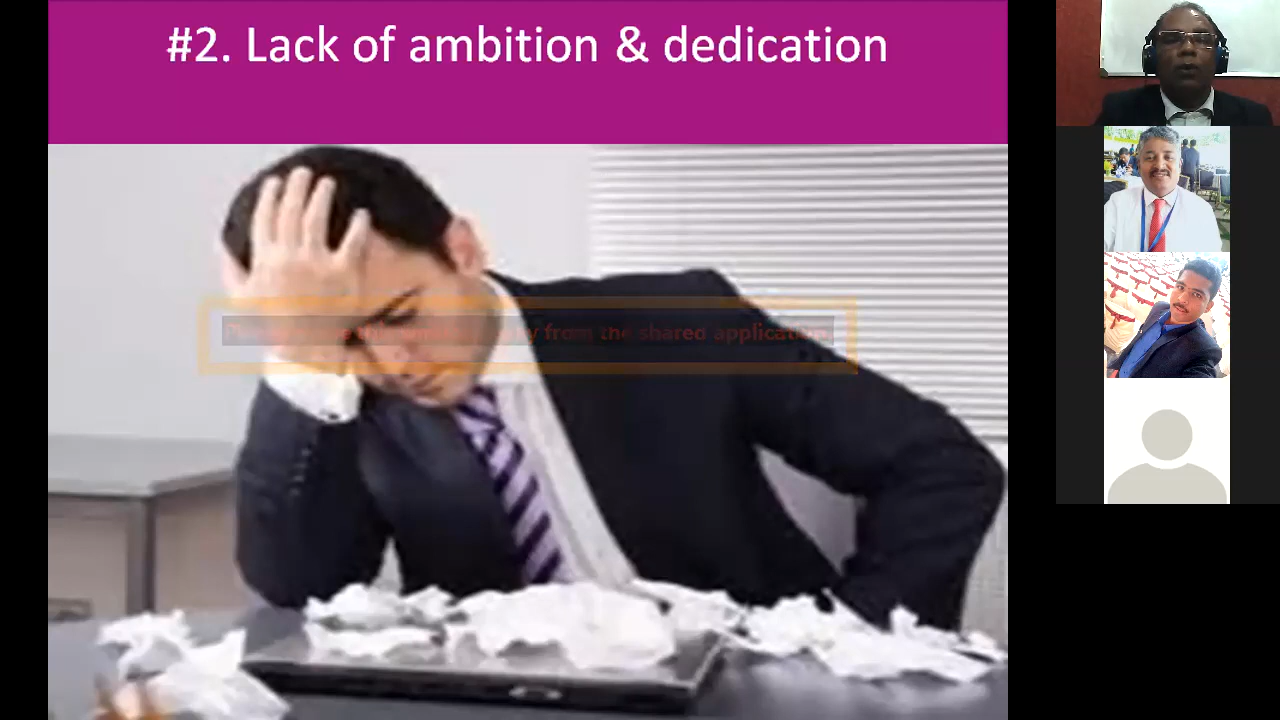 #2. Lack of ambition & dedication
from the shared application